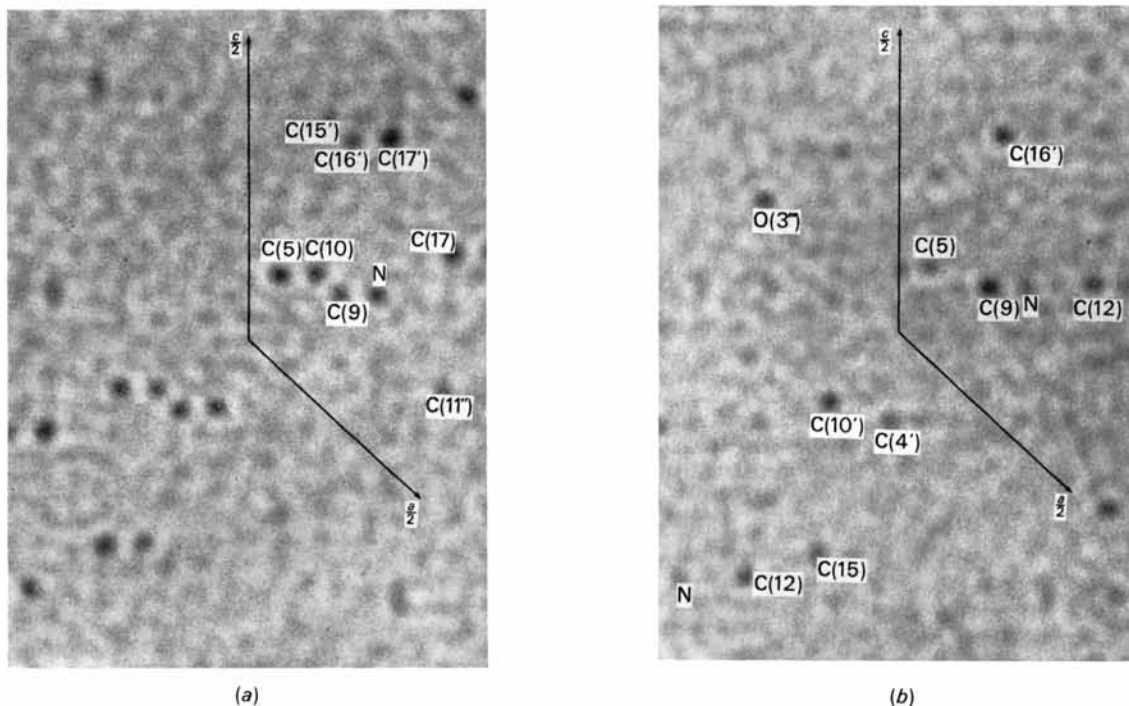 c/2
C(15')
C(16') C(17')
C(5) C(10)
C(17)
N
C(9)
C(11")
a/2
(a)
c/2
C(16')
O(3''')
C(5)
C(9) N C(12)
C(10')
C(4')
a/2
C(15)
C(12)
N
(b)